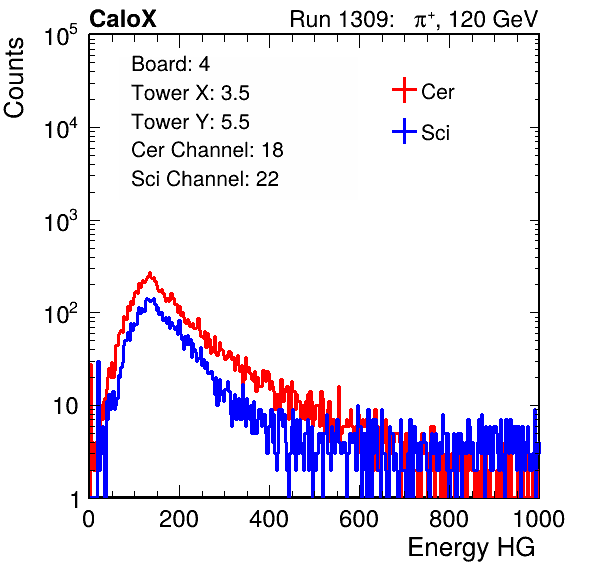 CaloX Run 1309: π⁺, 120 GeV
Counts
Board: 4
Tower X: 3.5
Tower Y: 5.5
Cer Channel: 18
Sci Channel: 22
Cer
Sci
10⁵
10⁴
10³
10²
10
1
0 200 400 600 800 1000
Energy HG